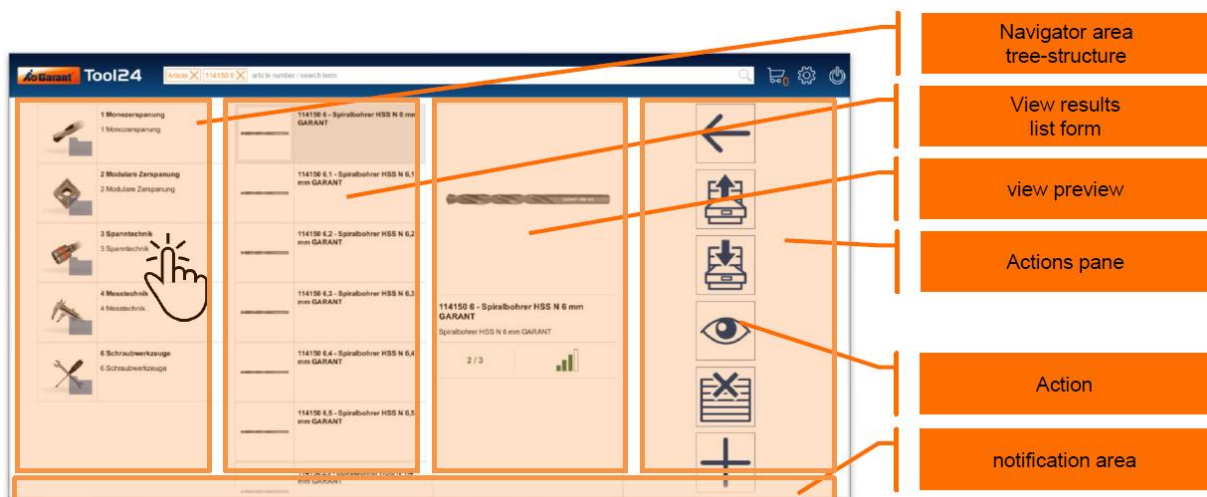 Navigator area
tree-structure
View results
list form
view preview
Actions pane
Action
notification area
HoGarant Tool24
Article 114150 6 article number / search term
0
1 Monozerspanung
1 Monozerspanung
2 Modulare Zerspanung
2 Modulare Zerspanung
3 Spanntechnik
3 Spanntechnik
4 Messtechnik
4 Messtechnik
6 Schraubwerkzeuge
6 Schraubwerkzeuge
114150 6 - Spiralbohrer HSS N 6 mm
GARANT
114150 6,1 - Spiralbohrer HSS N 6,1
mm GARANT
114150 6,2 - Spiralbohrer HSS N 6,2
mm GARANT
114150 6,3 - Spiralbohrer HSS N 6,3
mm GARANT
114150 6,4 - Spiralbohrer HSS N 6,4
mm GARANT
114150 6,5 - Spiralbohrer HSS N 6,5
mm GARANT
mm GARANT
114150 6 - Spiralbohrer HSS N 6 mm
GARANT
Spiralbohrer HSS N 6 mm GARANT
2 / 3